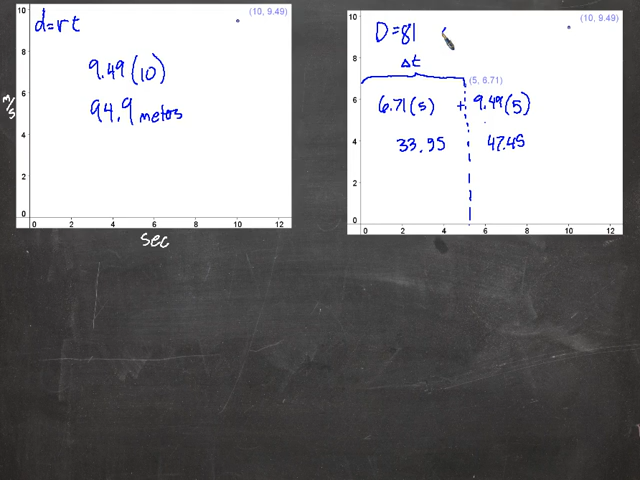 10
(10, 9.49)
d=rt
8
9.49(10)
6
94.9 metos
m/s
4
2
0
0 2 4 6 8 10 12
sec
10
(10, 9.49)
D=81
8
Δt
(5, 6.71)
6
6.71(5) + 9.49(5)
4
33.95 47.45
2
0
0 2 4 6 8 10 12